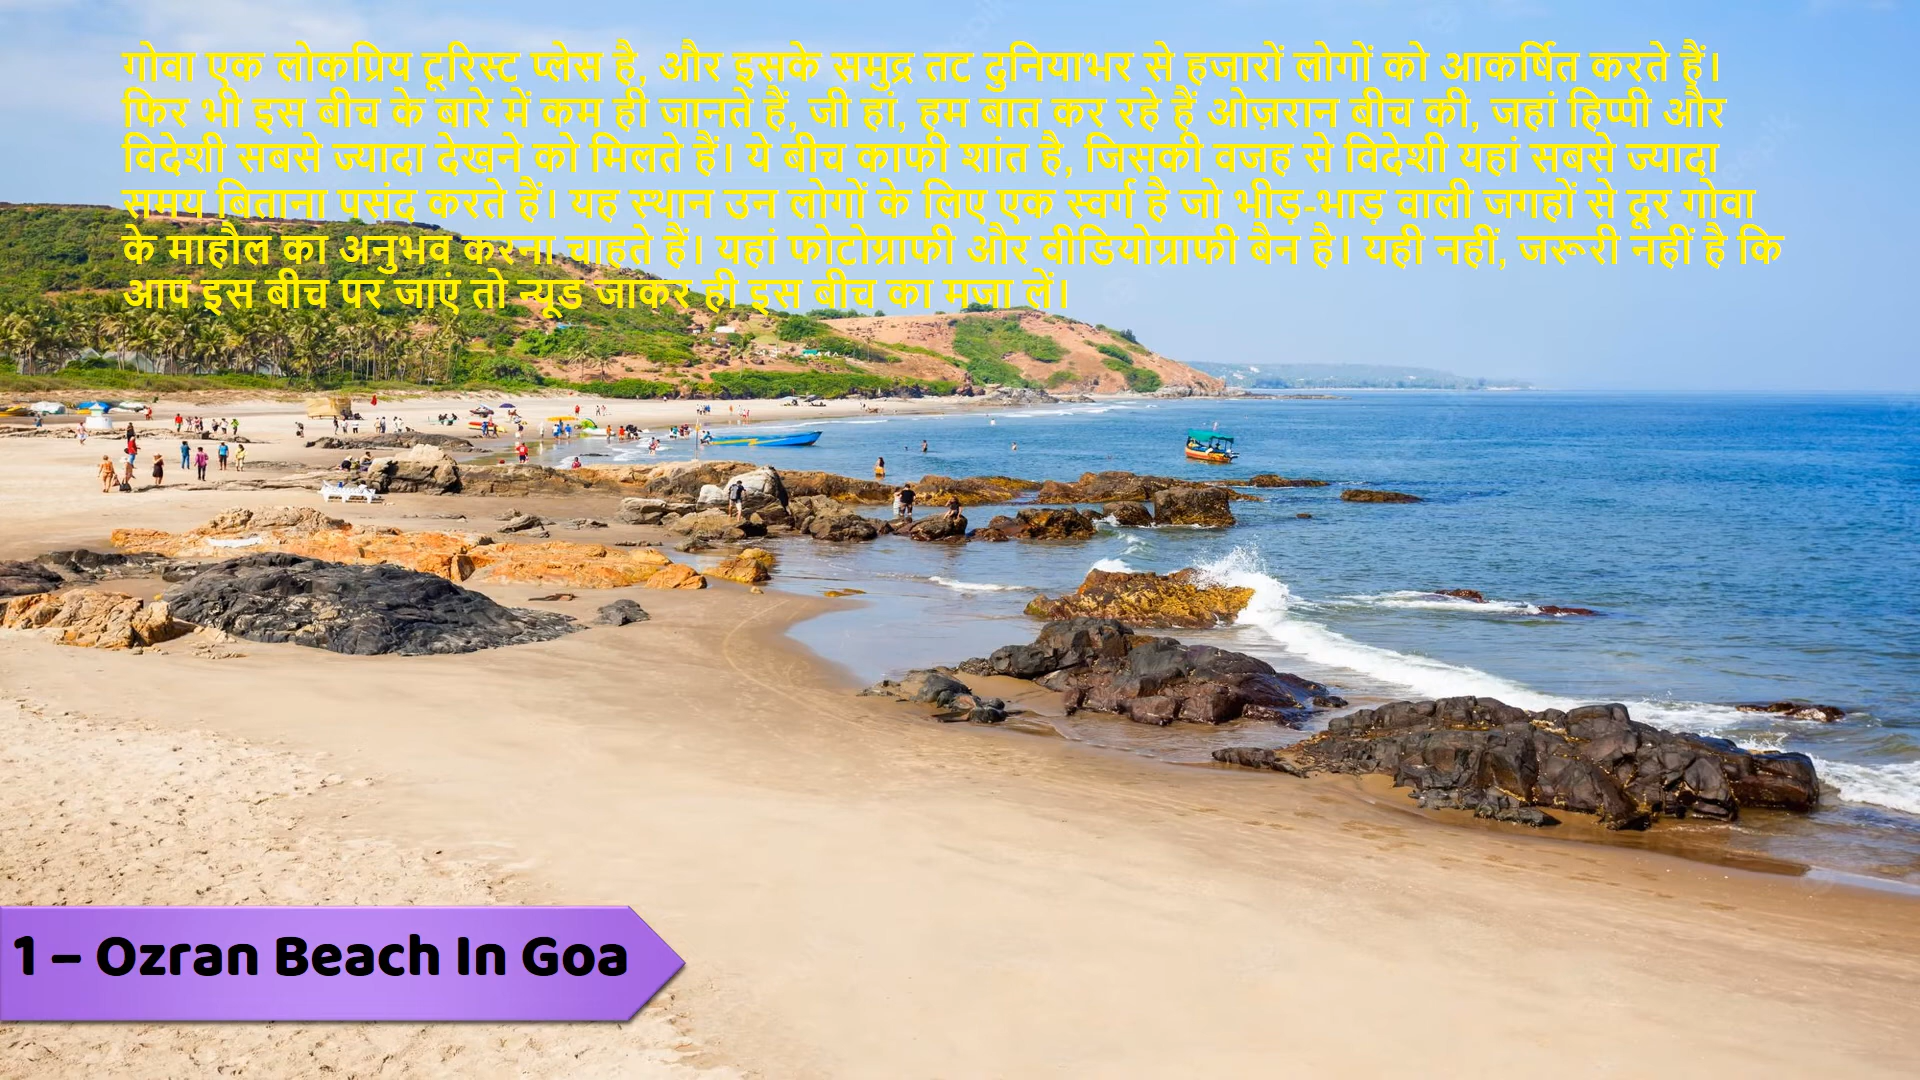 गोवा एक लोकप्रिय टूरिस्ट प्लेस है, और इसके समुद्र तट दुनियाभर से हजारों लोगों को आकर्षित करते हैं।
फिर भी इस बीच के बारे में कम ही जानते हैं, जी हां, हम बात कर रहे हैं ओज़रान बीच की, जहां हिप्पी और
विदेशी सबसे ज्यादा देखने को मिलते हैं। ये बीच काफी शांत है, जिसकी वजह से विदेशी यहां सबसे ज्यादा
समय बिताना पसंद करते हैं। यह स्थान उन लोगों के लिए एक स्वर्ग है जो भीड़-भाड़ वाली जगहों से दूर गोवा
के माहौल का अनुभव करना चाहते हैं। यहां फोटोग्राफी और वीडियोग्राफी बैन है। यही नहीं, जरूरी नहीं है कि
आप इस बीच पर जाएं तो न्यूड जाकर ही इस बीच का मजा लें।
1 – Ozran Beach In Goa